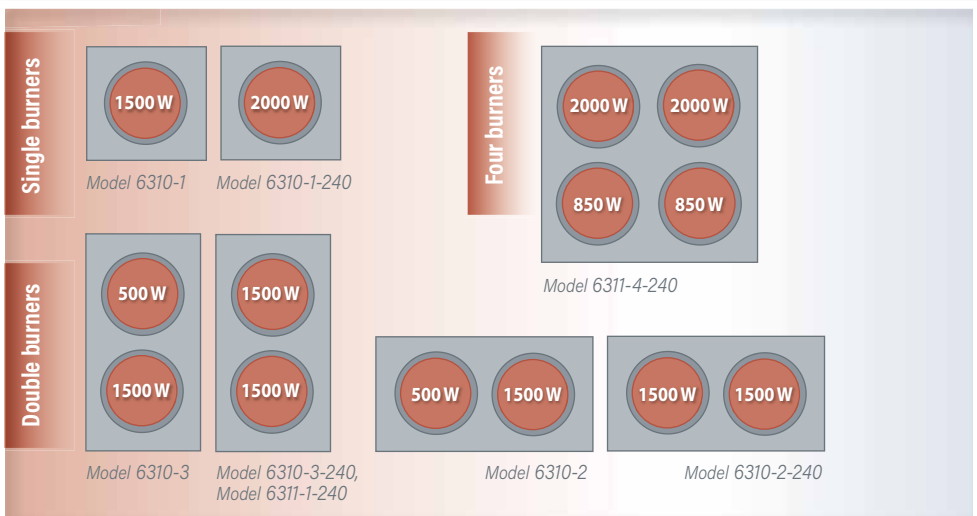 Single burners
1500 W
2000 W
Model 6310-1
Model 6310-1-240
Four burners
2000 W
2000 W
850 W
850 W
Model 6311-4-240
Double burners
500 W
1500 W
Model 6310-3
1500 W
1500 W
Model 6310-3-240,
Model 6311-1-240
500 W
1500 W
Model 6310-2
1500 W
1500 W
Model 6310-2-240